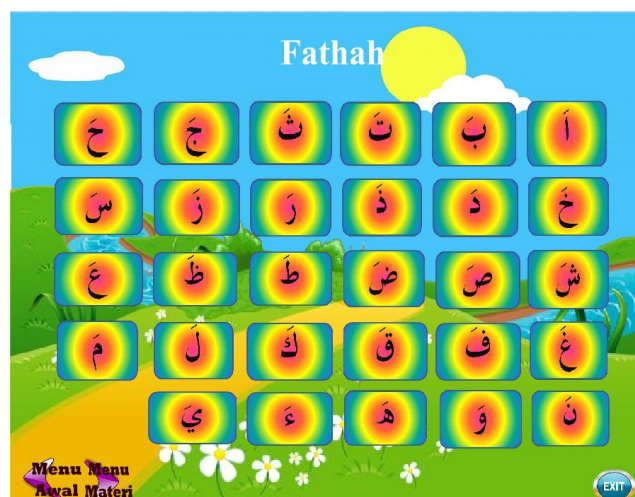 Fathah
اَ بَ تَ ثَ جَ حَ
خَ دَ ذَ رَ زَ سَ
شَ صَ ضَ طَ ظَ عَ
غَ فَ قَ كَ لَ مَ
نَ وَ هَ ءَ يَ
Menu Awal
Menu Materi
EXIT